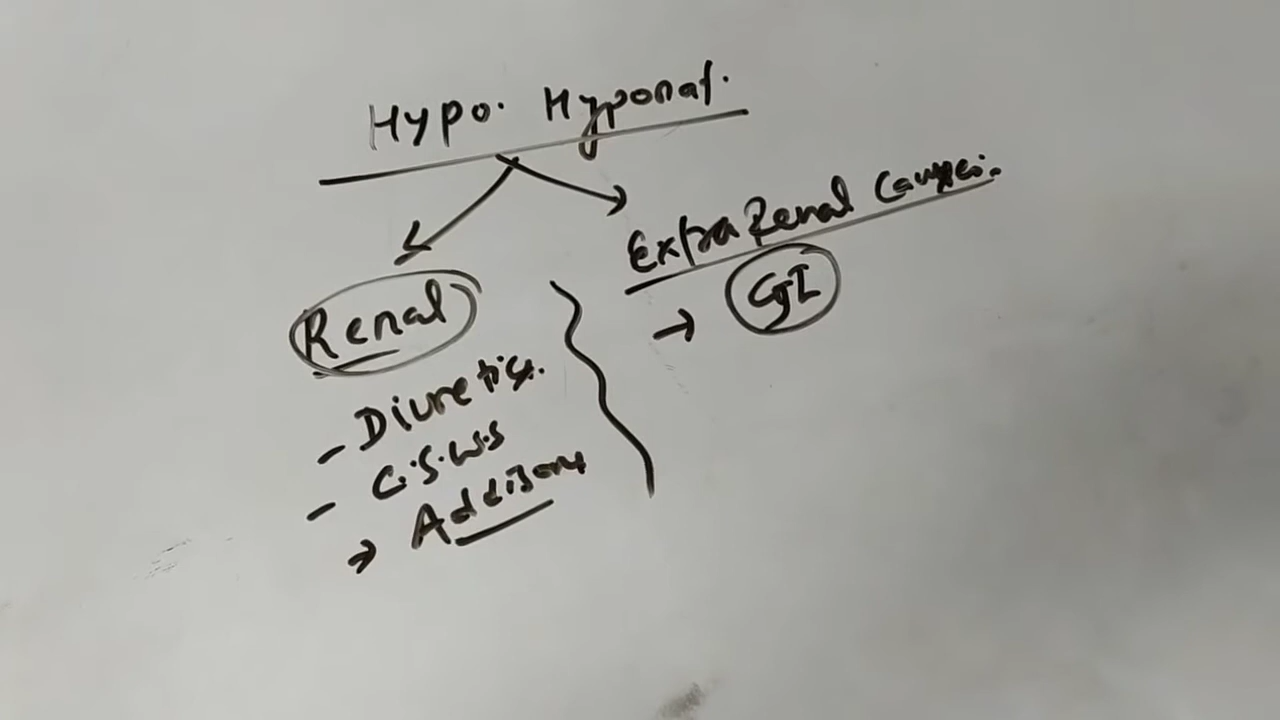 Hypo. Hyponat.
Renal
- Diuretics.
- C.S.W.S
→ Addisons
Extra Renal Causes:
→ GI